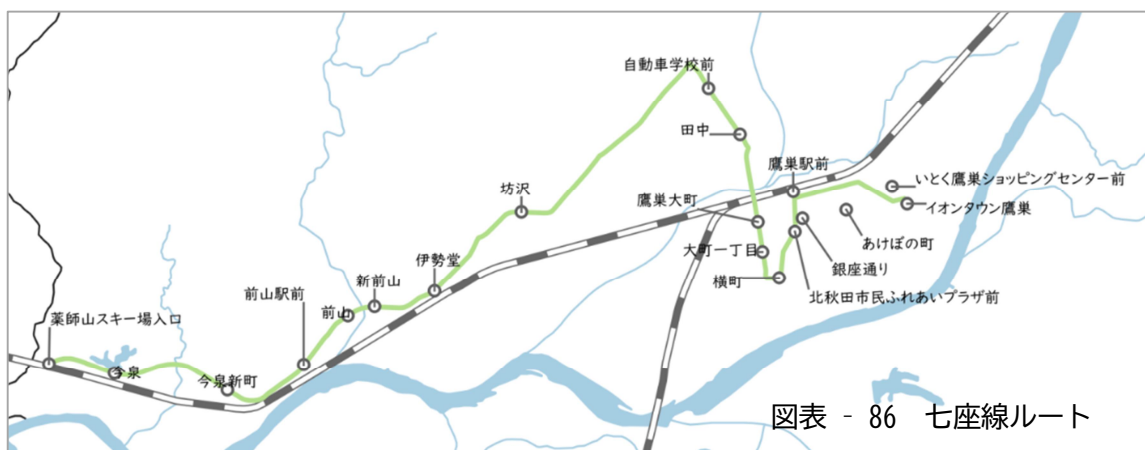 自動車学校前
田中
鷹巣駅前
いとく鷹巣ショッピングセンター前
坊沢
鷹巣大町
イオンタウン鷹巣
あけぼの町
大町一丁目
銀座通り
伊勢堂
新前山
横町
北秋田市民ふれあいプラザ前
前山駅前
前山
薬師山スキー場入口
今泉
今泉新町
図表 - 86 七座線ルート